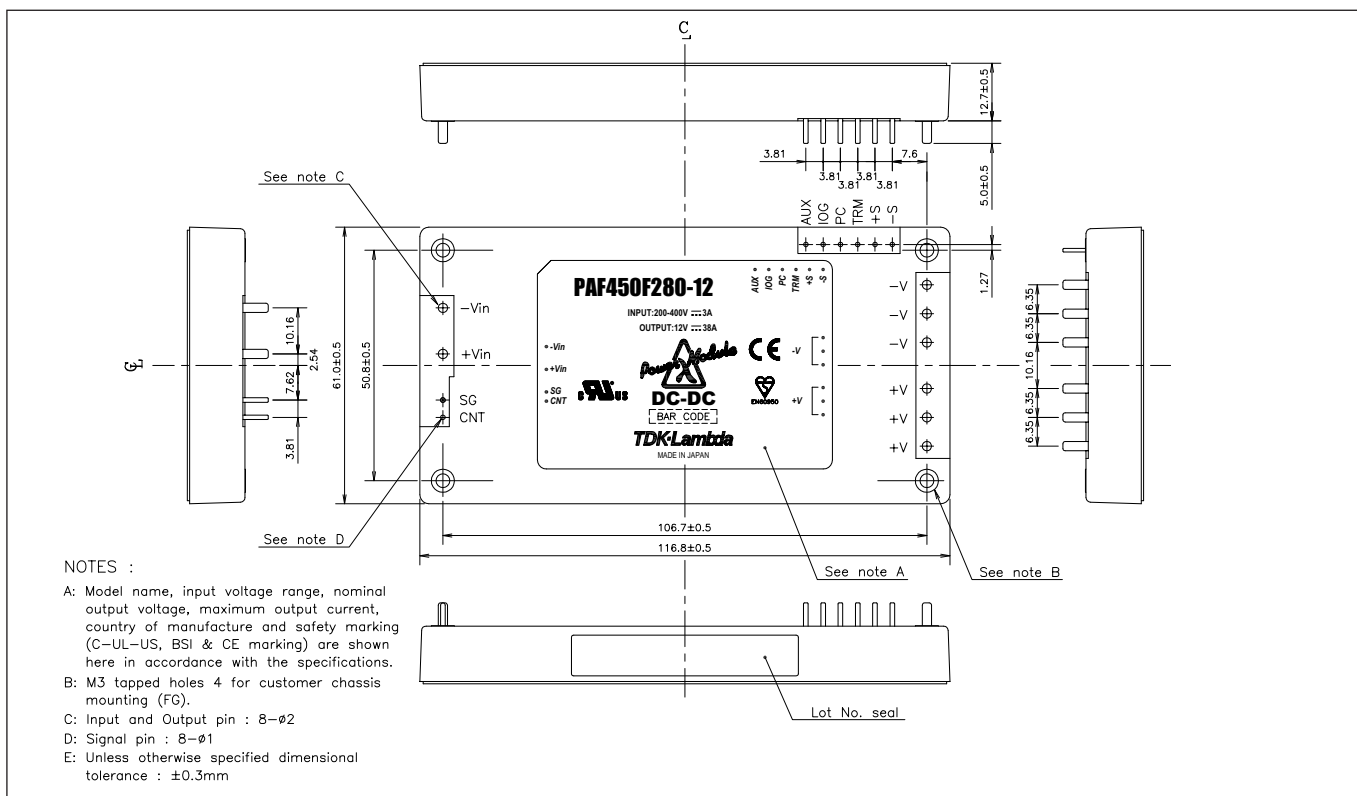 C
L
12.7±0.5
5.0±0.5
3.81
7.6
3.81
3.81
3.81
3.81
3.81
See note C
AUX
IOG
PC
TRM
+S
−S
1.27
PAF450F280-12
INPUT:200-400V 3A
OUTPUT:12V 38A
AUX
IOG
PC
TRM
+S
-S
−V
−V
−V
+V
+V
+V
−Vin
+Vin
SG
CNT
-Vin
+Vin
SG
CNT
-V
+V
Power Module
DC-DC
C UL US
CE
EN60950
BAR CODE
TDK·Lambda
MADE IN JAPAN
C
L
10.16
2.54
7.62
3.81
61.0±0.5
50.8±0.5
6.35
6.35
10.16
6.35
6.35
See note D
106.7±0.5
116.8±0.5
See note A
See note B
Lot No. seal
NOTES :
A: Model name, input voltage range, nominal
output voltage, maximum output current,
country of manufacture and safety marking
(C−UL−US, BSI & CE marking) are shown
here in accordance with the specifications.
B: M3 tapped holes 4 for customer chassis
mounting (FG).
C: Input and Output pin : 8−ø2
D: Signal pin : 8−ø1
E: Unless otherwise specified dimensional
tolerance : ±0.3mm